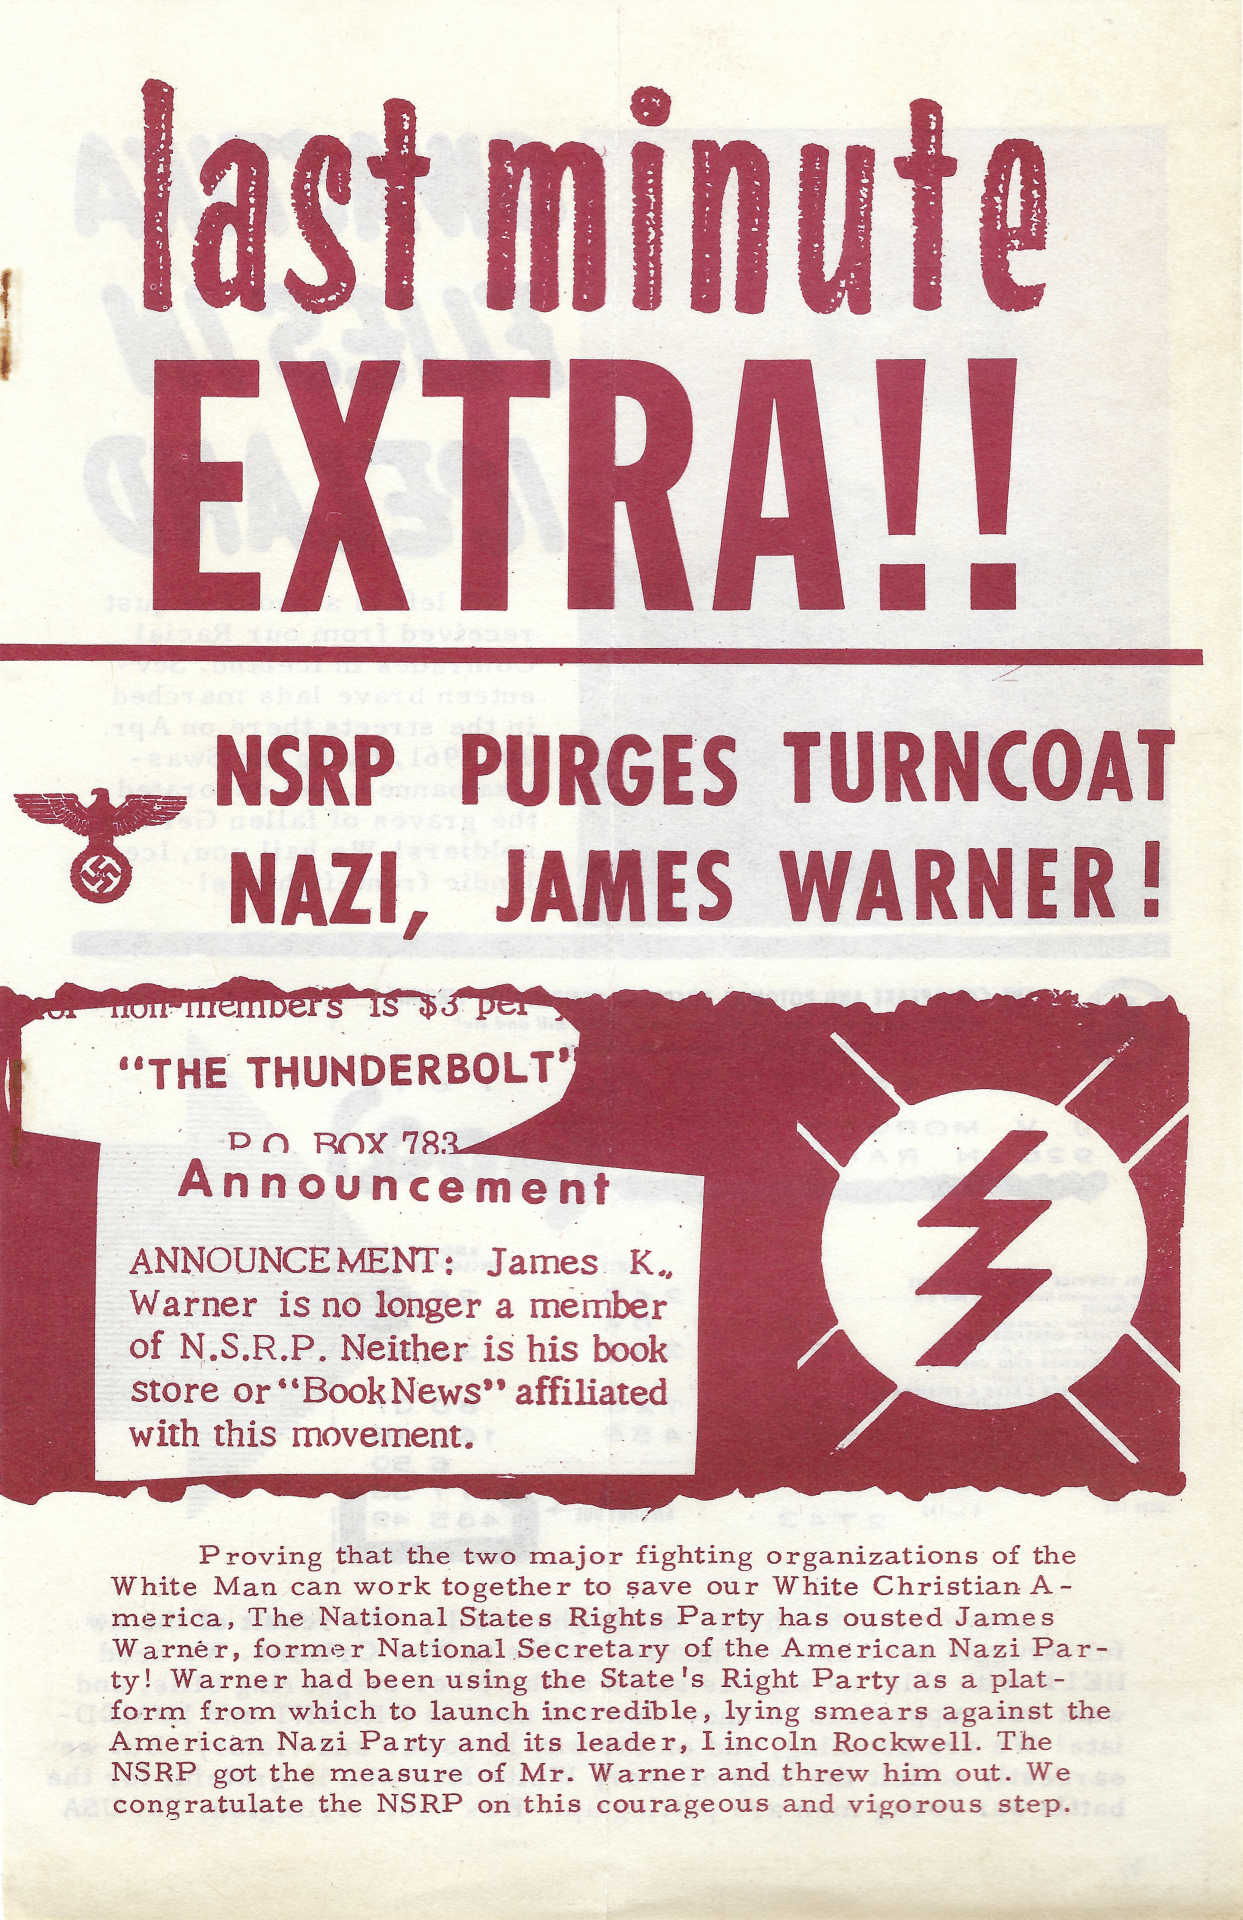 last minute
EXTRA!!
NSRP PURGES TURNCOAT
NAZI, JAMES WARNER!
non-members is $3 per
"THE THUNDERBOLT"
P.O. BOX 783
Announcement
ANNOUNCEMENT: James K.,
Warner is no longer a member
of N.S.R.P. Neither is his book
store or "Book News" affiliated
with this movement.
Proving that the two major fighting organizations of the
White Man can work together to save our White Christian A-
merica, The National States Rights Party has ousted James
Warner, former National Secretary of the American Nazi Par-
ty! Warner had been using the State's Right Party as a plat-
form from which to launch incredible, lying smears against the
American Nazi Party and its leader, Lincoln Rockwell. The
NSRP got the measure of Mr. Warner and threw him out. We
congratulate the NSRP on this courageous and vigorous step.